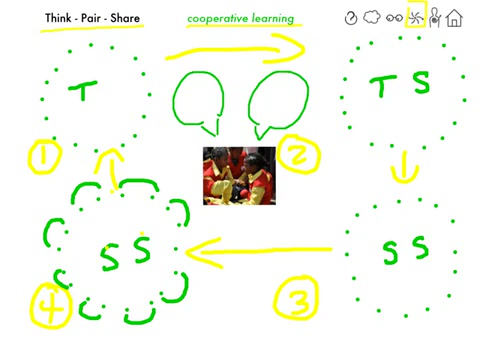 Think - Pair - Share
cooperative learning
T
T S
1
2
S S
S S
4
3